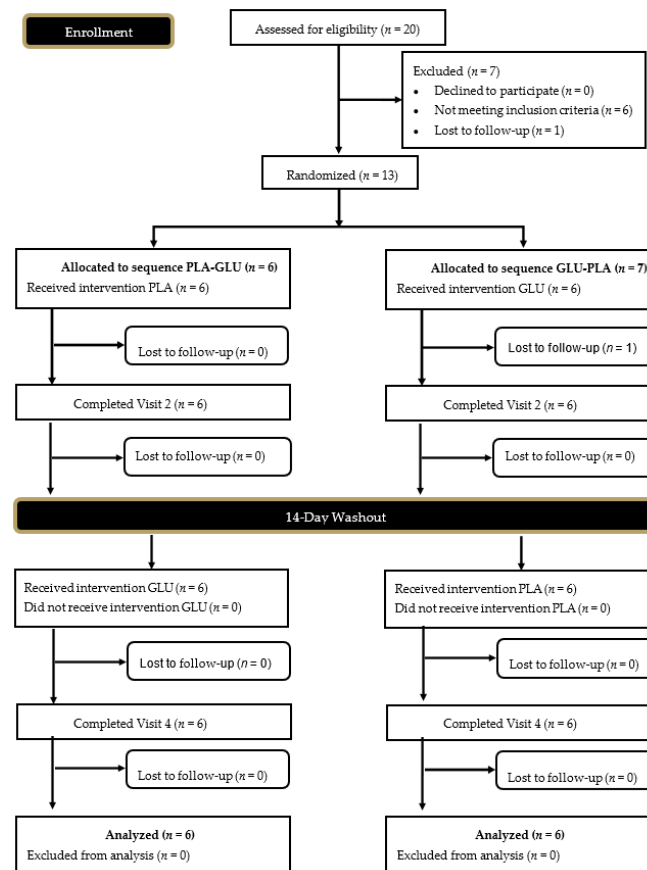 Enrollment
Assessed for eligibility (n = 20)
Excluded (n = 7)
• Declined to participate (n = 0)
• Not meeting inclusion criteria (n = 6)
• Lost to follow-up (n = 1)
Randomized (n = 13)
Allocated to sequence PLA-GLU (n = 6)
Received intervention PLA (n = 6)
Allocated to sequence GLU-PLA (n = 7)
Received intervention GLU (n = 6)
Lost to follow-up (n = 0)
Lost to follow-up (n = 1)
Completed Visit 2 (n = 6)
Completed Visit 2 (n = 6)
Lost to follow-up (n = 0)
Lost to follow-up (n = 0)
14-Day Washout
Received intervention GLU (n = 6)
Did not receive intervention GLU (n = 0)
Received intervention PLA (n = 6)
Did not receive intervention PLA (n = 0)
Lost to follow-up (n = 0)
Lost to follow-up (n = 0)
Completed Visit 4 (n = 6)
Completed Visit 4 (n = 6)
Lost to follow-up (n = 0)
Lost to follow-up (n = 0)
Analyzed (n = 6)
Excluded from analysis (n = 0)
Analyzed (n = 6)
Excluded from analysis (n = 0)